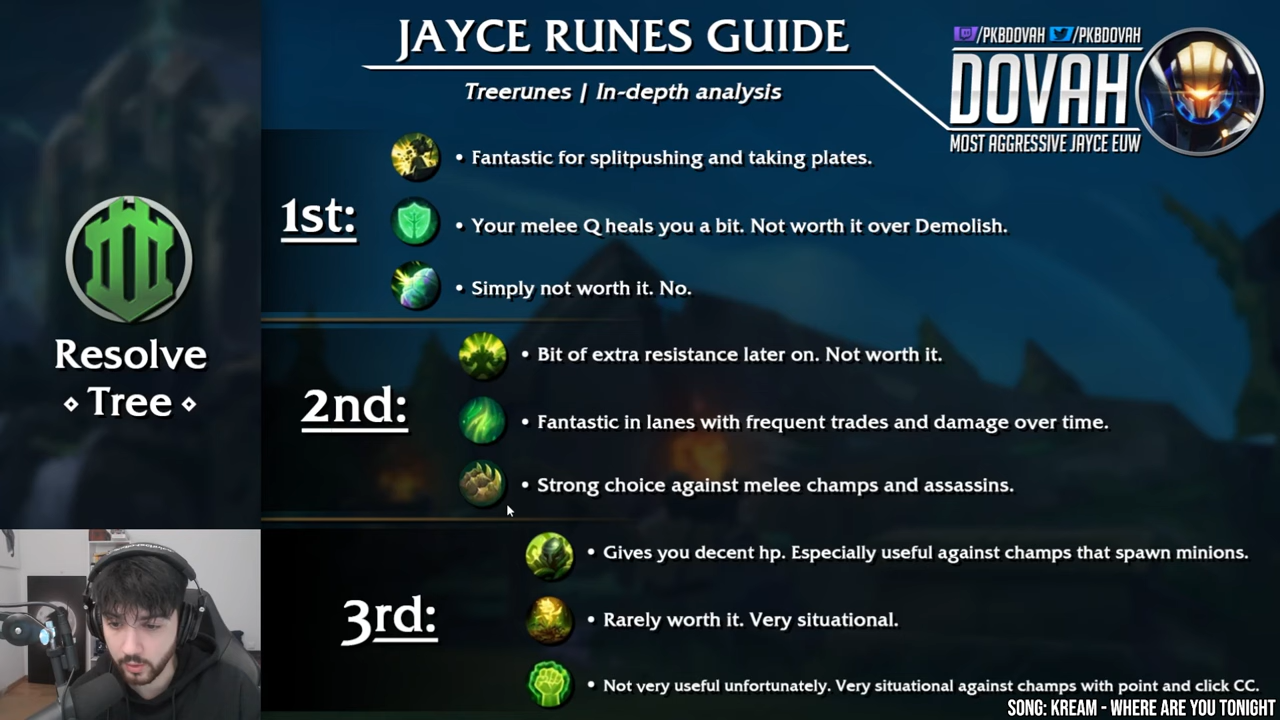 JAYCE RUNES GUIDE
Treerunes | In-depth analysis
/PKBDOVAH /PKBDOVAH
DOVAH
MOST AGGRESSIVE JAYCE EUW
Resolve
Tree
1st:
• Fantastic for splitpushing and taking plates.
• Your melee Q heals you a bit. Not worth it over Demolish.
• Simply not worth it. No.
2nd:
• Bit of extra resistance later on. Not worth it.
• Fantastic in lanes with frequent trades and damage over time.
• Strong choice against melee champs and assassins.
3rd:
• Gives you decent hp. Especially useful against champs that spawn minions.
• Rarely worth it. Very situational.
• Not very useful unfortunately. Very situational against champs with point and click CC.
SONG: KREAM - WHERE ARE YOU TONIGHT